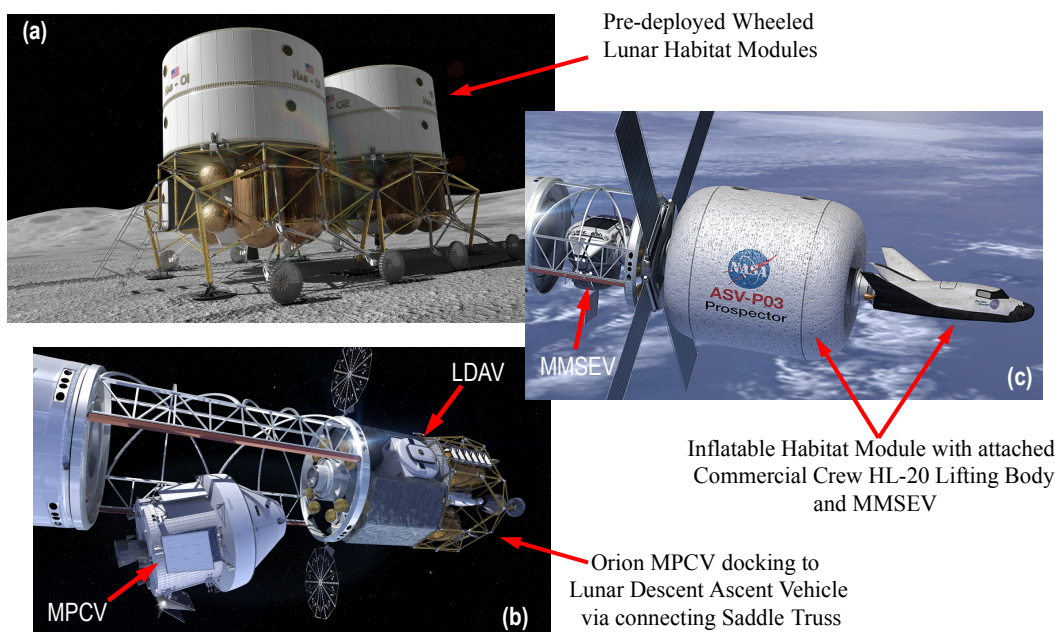 (a)
Pre-deployed Wheeled
Lunar Habitat Modules
HAB - 01
HAB - 01
- 02
NASA
ASV-P03
Prospector
MMSEV
(c)
LDAV
Inflatable Habitat Module with attached
Commercial Crew HL-20 Lifting Body
and MMSEV
Orion MPCV docking to
Lunar Descent Ascent Vehicle
via connecting Saddle Truss
MPCV
(b)